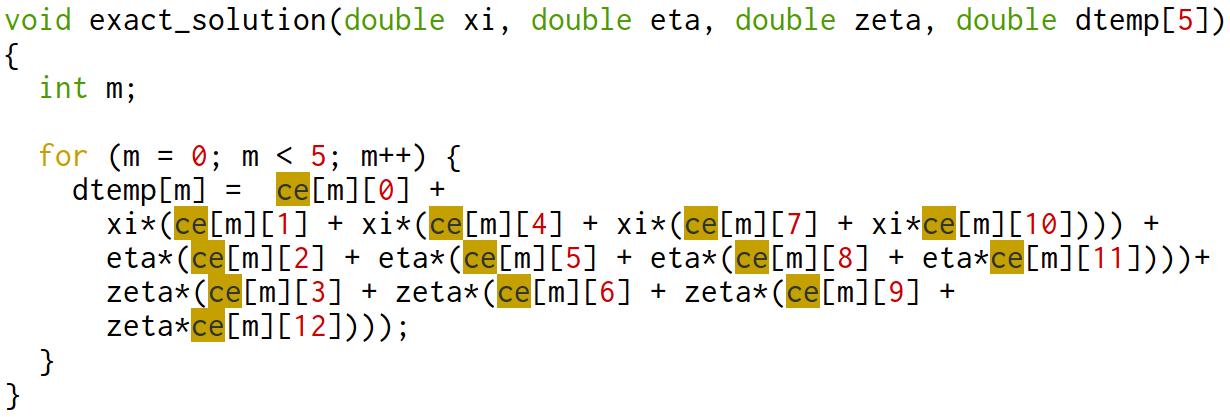 void exact_solution(double xi, double eta, double zeta, double dtemp[5])
{
  int m;

  for (m = 0; m < 5; m++) {
    dtemp[m] =  ce[m][0] +
      xi*(ce[m][1] + xi*(ce[m][4] + xi*(ce[m][7] + xi*ce[m][10]))) +
      eta*(ce[m][2] + eta*(ce[m][5] + eta*(ce[m][8] + eta*ce[m][11])))+
      zeta*(ce[m][3] + zeta*(ce[m][6] + zeta*(ce[m][9] +
      zeta*ce[m][12])));
  }
}